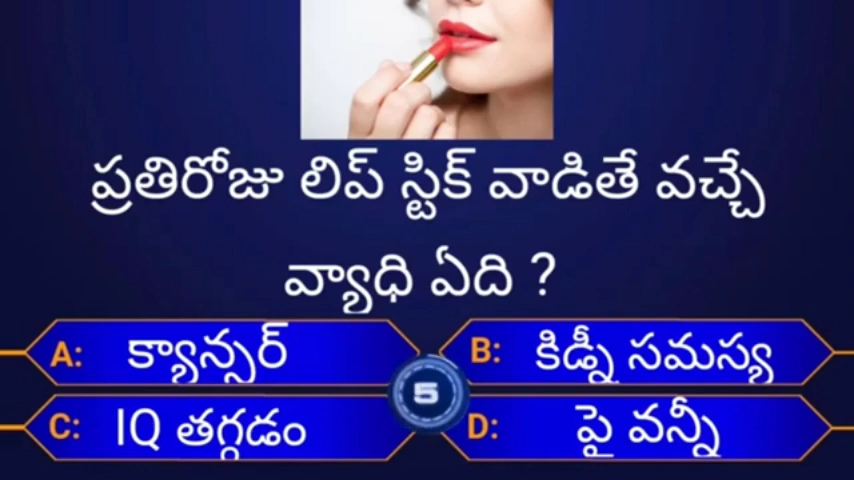 ప్రతిరోజు లిప్ స్టిక్ వాడితే వచ్చే
వ్యాధి ఏది ?
A: క్యాన్సర్
B: కిడ్నీ సమస్య
5
C: IQ తగ్గడం
D: పై వన్నీ